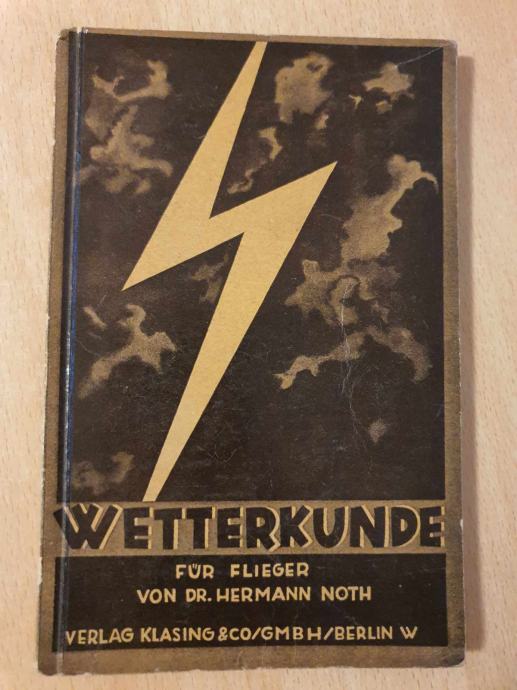 WETTERKUNDE
FÜR FLIEGER
VON DR. HERMANN NOTH
VERLAG KLASING & CO/GMBH/BERLIN W